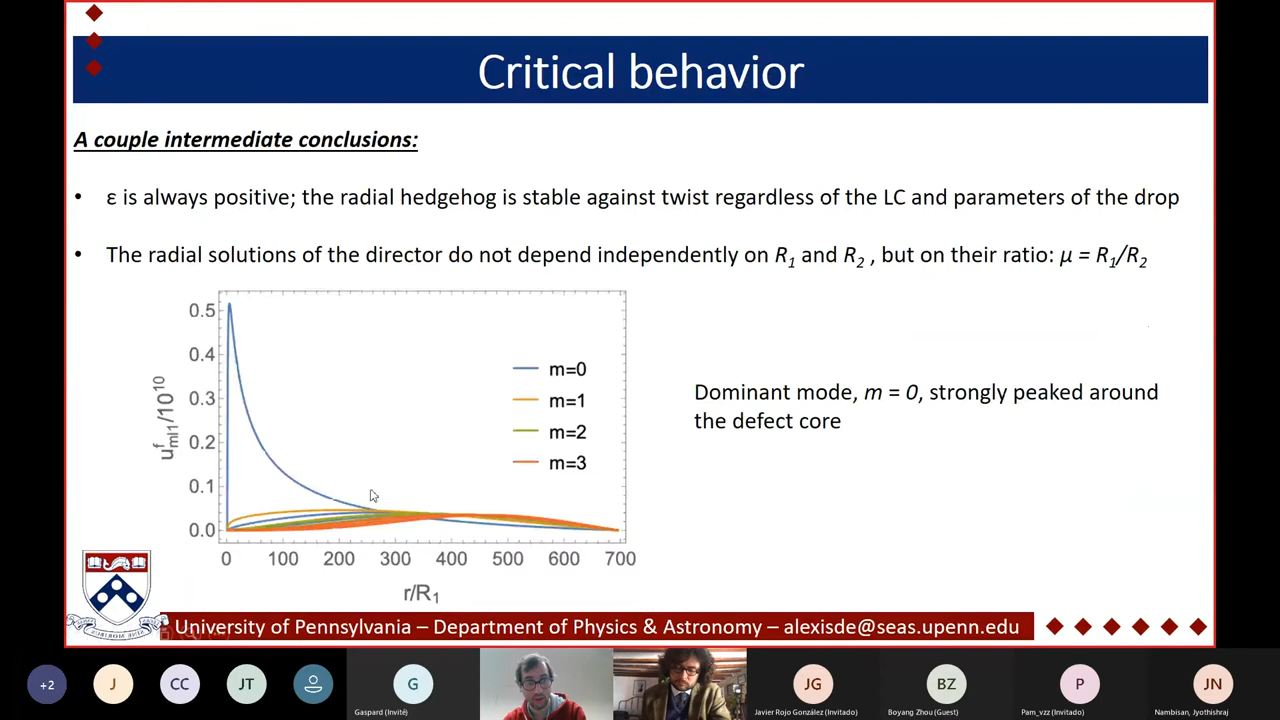 Critical behavior
A couple intermediate conclusions:
• ε is always positive; the radial hedgehog is stable against twist regardless of the LC and parameters of the drop
• The radial solutions of the director do not depend independently on R1 and R2 , but on their ratio: μ = R1/R2
0.5
0.4
0.3
0.2
0.1
0.0
u^f_ml1/10^10
m=0
m=1
m=2
m=3
0 100 200 300 400 500 600 700
r/R1
Dominant mode, m = 0, strongly peaked around
the defect core
University of Pennsylvania – Department of Physics & Astronomy – alexisde@seas.upenn.edu
+2
J
CC
JT
G
Gaspard (Invité)
JG
Javier Rojo González (Invitado)
BZ
Boyang Zhou (Guest)
P
Pam_vzz (Invitado)
JN
Nambisan, Jyothishraj